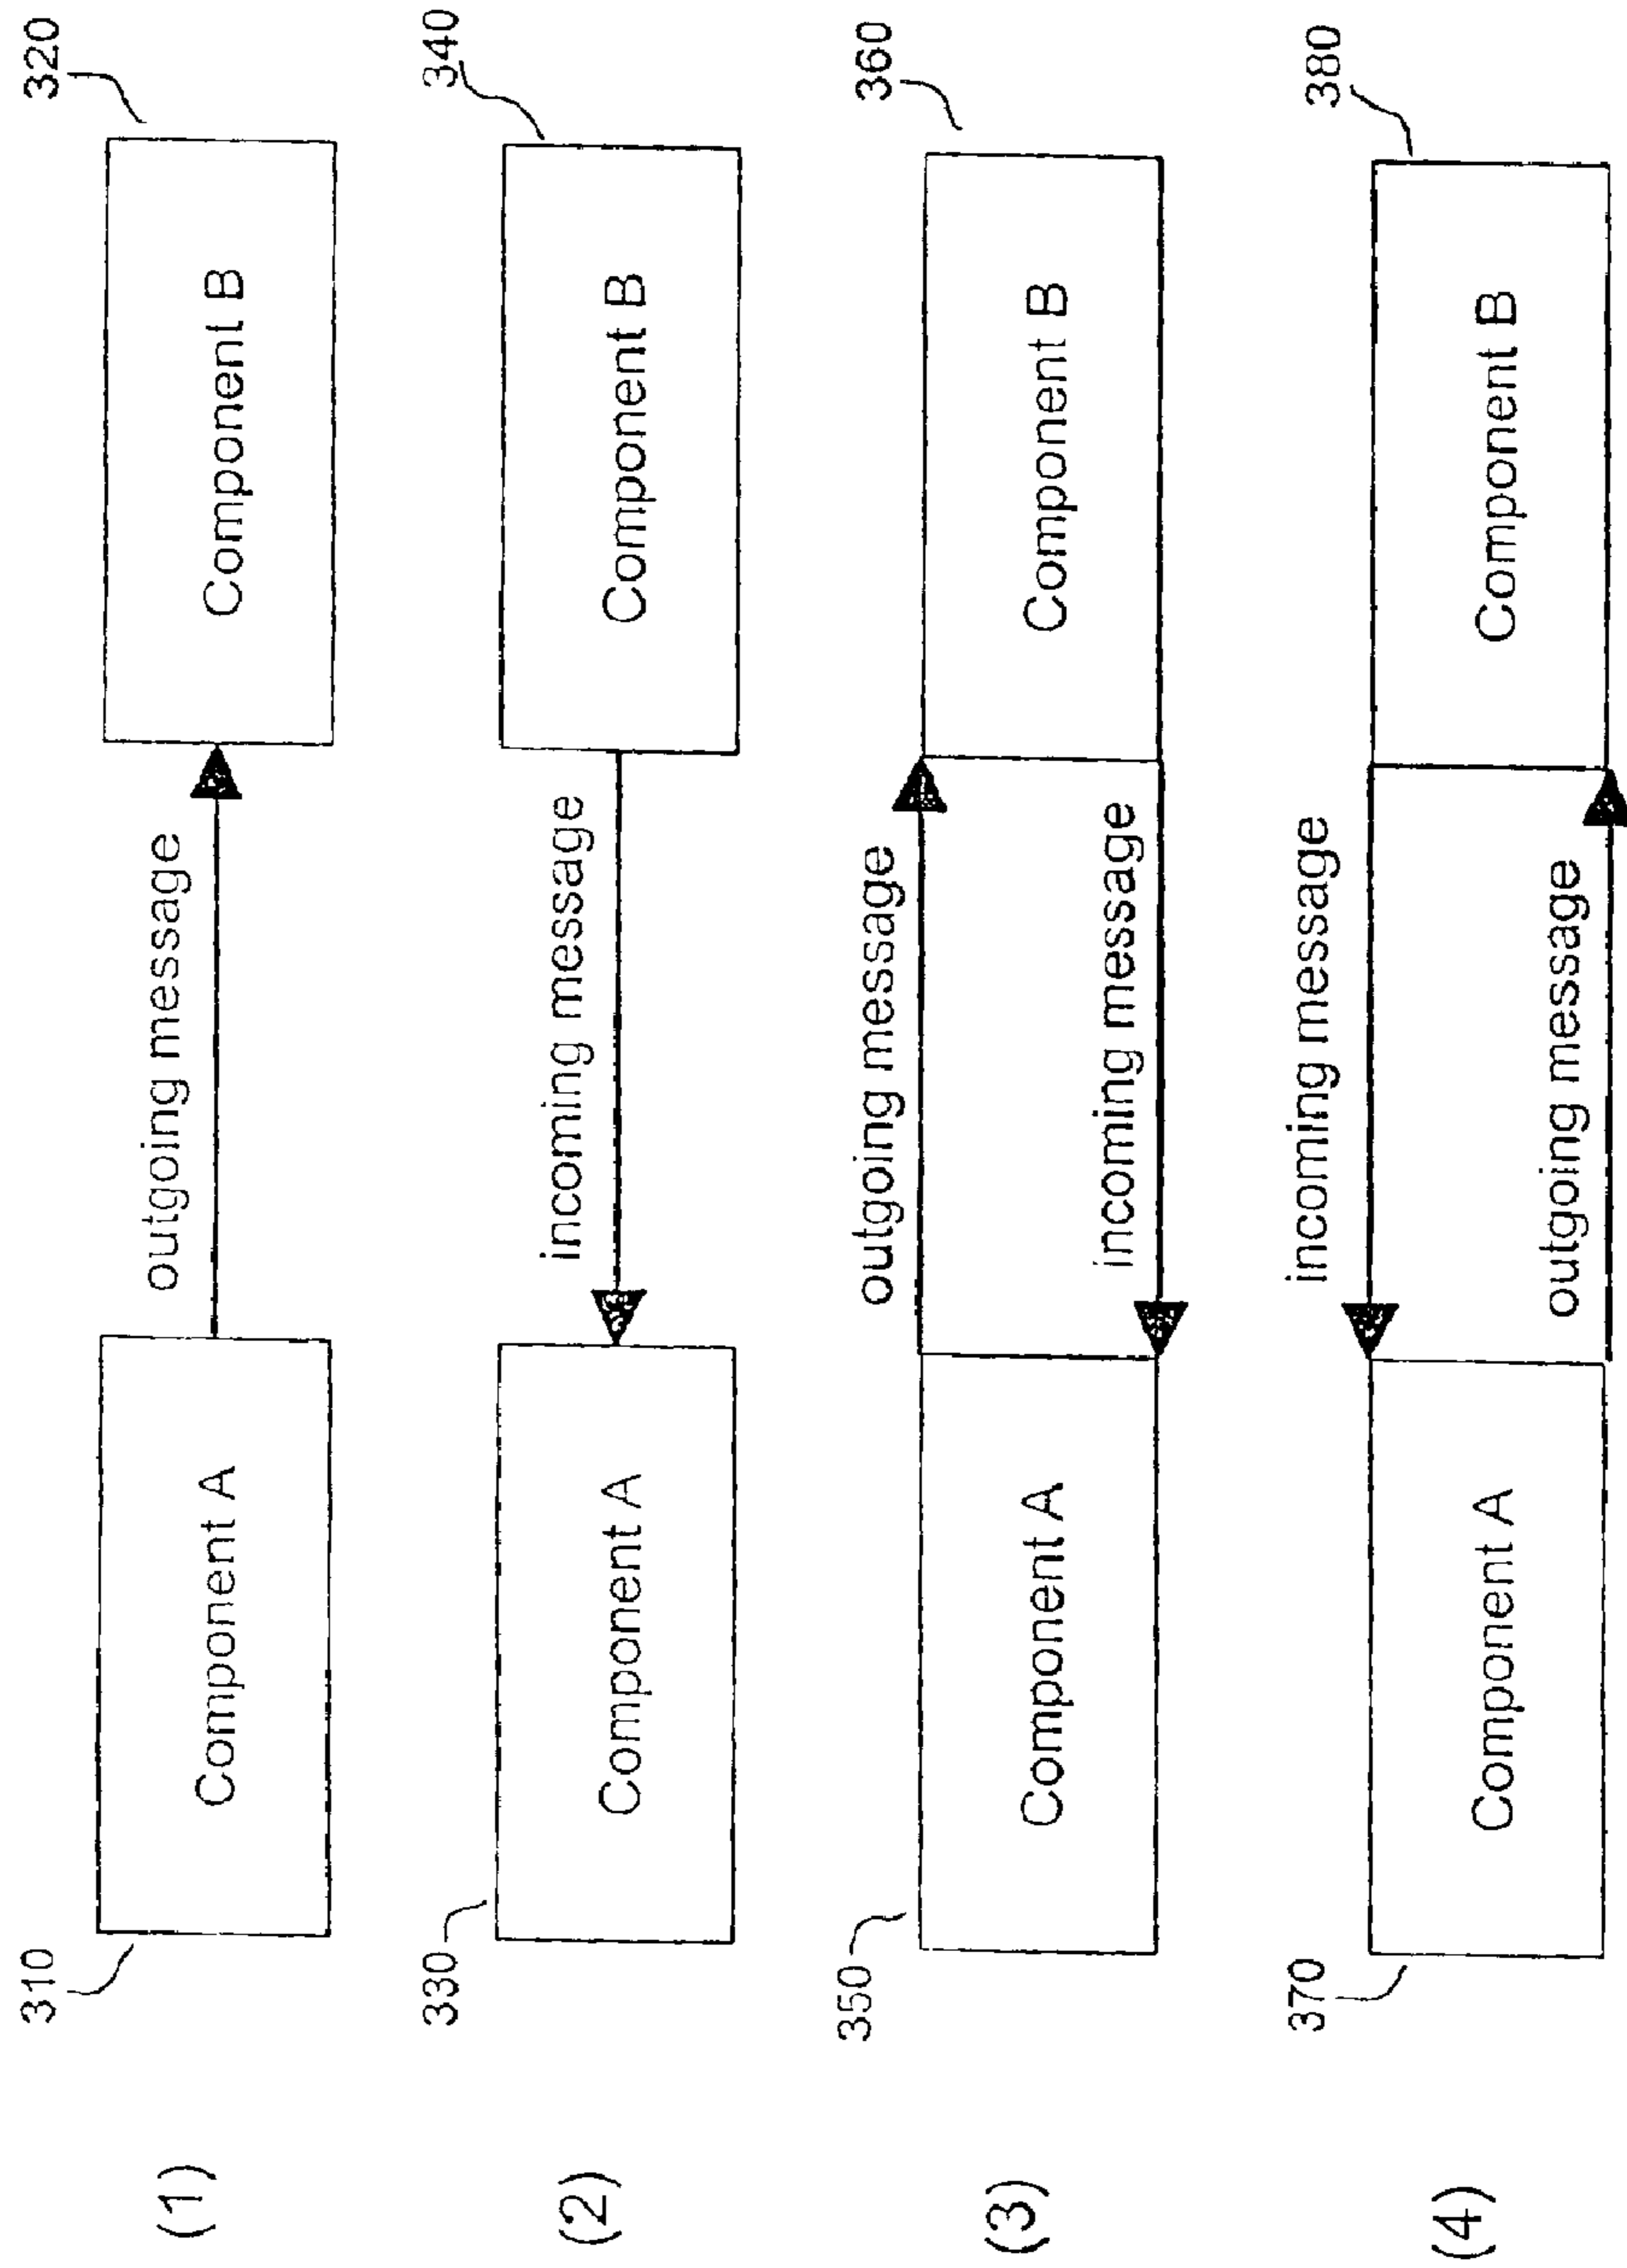 310
320
(1)
Component A
outgoing message
Component B
330
340
(2)
Component A
incoming message
Component B
350
360
(3)
Component A
outgoing message
incoming message
Component B
370
380
(4)
Component A
incoming message
outgoing message
Component B